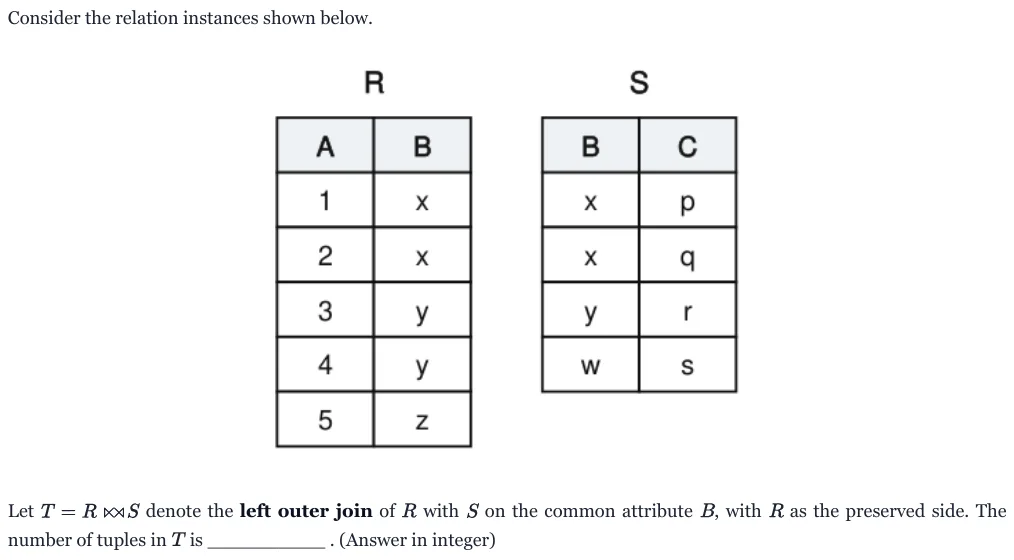 Consider the relation instances shown below.
R S
A B B C
1 x x p
2 x x q
3 y y r
4 y w s
5 z
Let T = R ⟕ S denote the left outer join of R with S on the common attribute B, with R as the preserved side. The
number of tuples in T is ____________ . (Answer in integer)